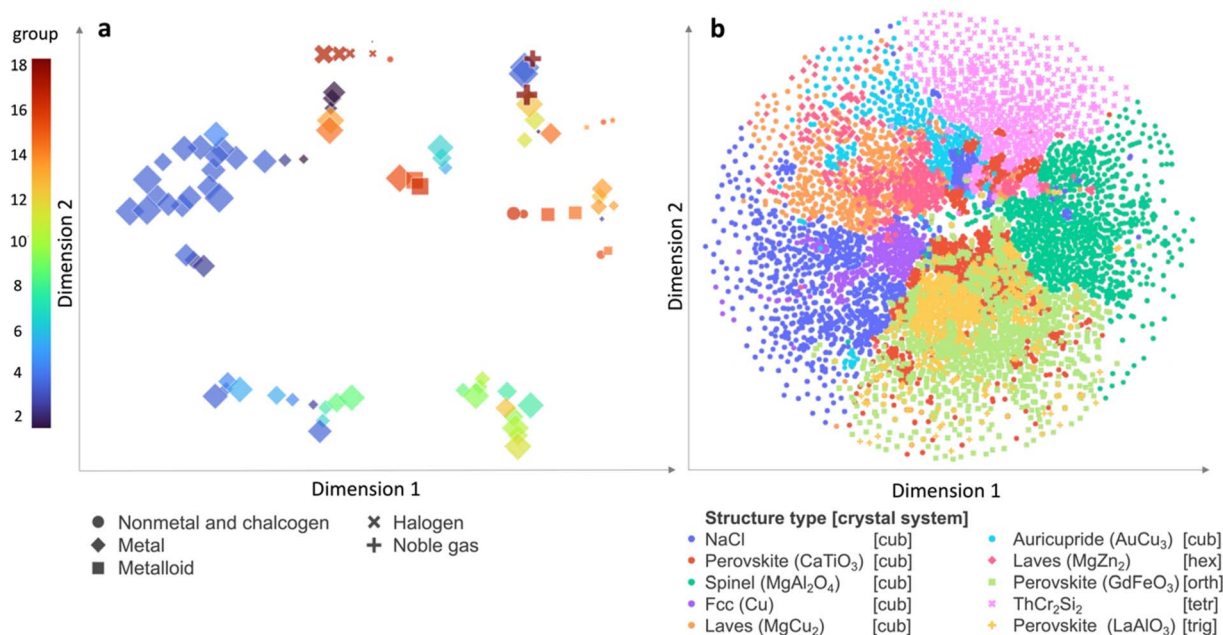 a
group
18
16
14
12
10
8
6
4
2
Dimension 2
Dimension 1
Nonmetal and chalcogen
Metal
Metalloid
Halogen
Noble gas
b
Dimension 2
Dimension 1
Structure type [crystal system]
NaCl [cub]
Perovskite (CaTiO3) [cub]
Spinel (MgAl2O4) [cub]
Fcc (Cu) [cub]
Laves (MgCu2) [cub]
Auricupride (AuCu3) [cub]
Laves (MgZn2) [hex]
Perovskite (GdFeO3) [orth]
ThCr2Si2 [tetr]
Perovskite (LaAlO3) [trig]